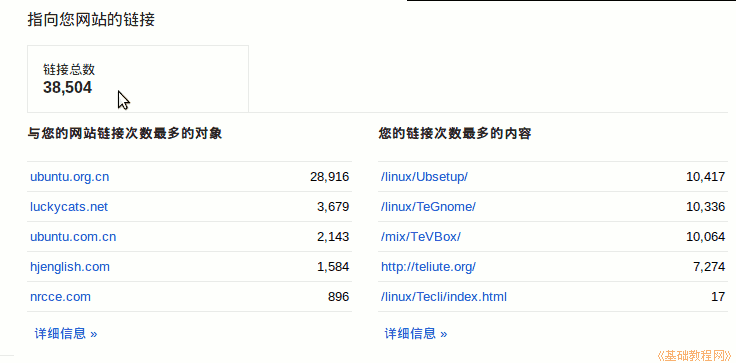 指向您网站的链接
链接总数
38,504
与您的网站链接次数最多的对象
ubuntu.org.cn 28,916
luckycats.net 3,679
ubuntu.com.cn 2,143
hjenglish.com 1,584
nrcce.com 896
详细信息 »
您的链接次数最多的内容
/linux/Ubsetup/ 10,417
/linux/TeGnome/ 10,336
/mix/TeVBox/ 10,064
http://teliute.org/ 7,274
/linux/Tecli/index.html 17
详细信息 »
《基础教程网》